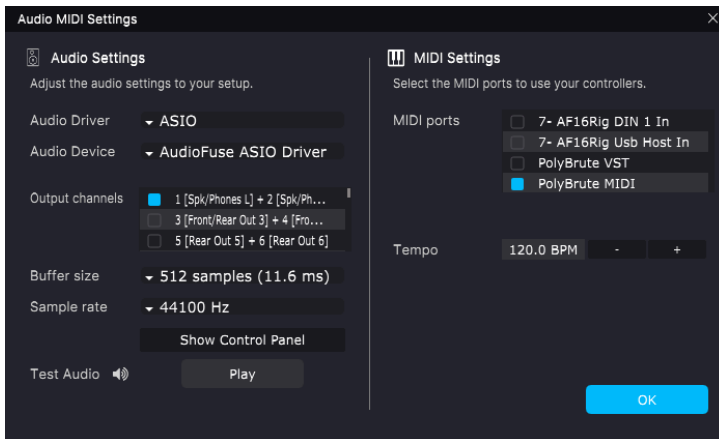 Audio MIDI Settings
Audio Settings
Adjust the audio settings to your setup.
Audio Driver
ASIO
Audio Device
AudioFuse ASIO Driver
Output channels
1 [Spk/Phones L] + 2 [Spk/Ph...
3 [Front/Rear Out 3] + 4 [Fro...
5 [Rear Out 5] + 6 [Rear Out 6]
Buffer size
512 samples (11.6 ms)
Sample rate
44100 Hz
Show Control Panel
Test Audio
Play
MIDI Settings
Select the MIDI ports to use your controllers.
MIDI ports
7- AF16Rig DIN 1 In
7- AF16Rig Usb Host In
PolyBrute VST
PolyBrute MIDI
Tempo
120.0 BPM - +
OK